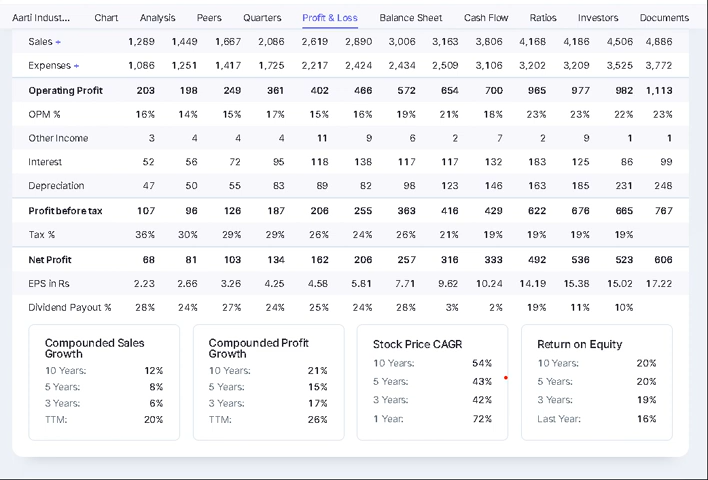 Aarti Indust... Chart Analysis Peers Quarters Profit & Loss Balance Sheet Cash Flow Ratios Investors Documents
Sales + 1,289 1,449 1,667 2,086 2,619 2,890 3,006 3,163 3,806 4,168 4,186 4,506 4,886
Expenses + 1,086 1,251 1,417 1,725 2,217 2,424 2,434 2,509 3,106 3,202 3,209 3,525 3,772
Operating Profit 203 198 249 361 402 466 572 654 700 965 977 982 1,113
OPM % 16% 14% 15% 17% 15% 16% 19% 21% 18% 23% 23% 22% 23%
Other Income 3 4 4 4 11 9 6 2 7 2 9 1 1
Interest 52 56 72 95 118 138 117 117 132 183 125 86 99
Depreciation 47 50 55 83 89 82 98 123 146 163 185 231 248
Profit before tax 107 96 126 187 206 255 363 416 429 622 676 665 767
Tax % 36% 30% 29% 29% 26% 24% 26% 21% 19% 19% 19% 19%
Net Profit 68 81 103 134 162 206 257 316 333 492 536 523 606
EPS in Rs 2.23 2.66 3.26 4.25 4.58 5.81 7.71 9.62 10.24 14.19 15.38 15.02 17.22
Dividend Payout % 28% 24% 27% 24% 25% 24% 28% 3% 2% 19% 11% 10%
Compounded Sales
Growth
10 Years: 12%
5 Years: 8%
3 Years: 6%
TTM: 20%
Compounded Profit
Growth
10 Years: 21%
5 Years: 15%
3 Years: 17%
TTM: 26%
Stock Price CAGR
10 Years: 54%
5 Years: 43%
3 Years: 42%
1 Year: 72%
Return on Equity
10 Years: 20%
5 Years: 20%
3 Years: 19%
Last Year: 16%